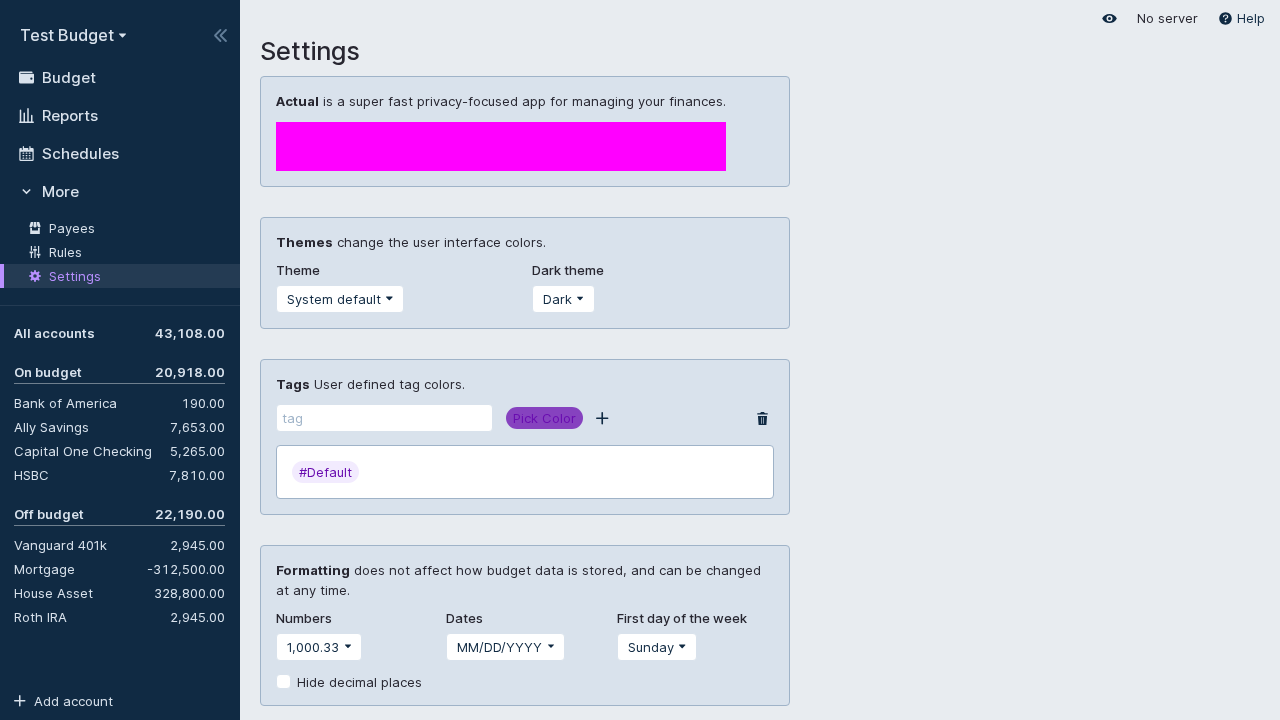 Test Budget
Budget
Reports
Schedules
More
Payees
Rules
Settings
All accounts 43,108.00
On budget 20,918.00
Bank of America 190.00
Ally Savings 7,653.00
Capital One Checking 5,265.00
HSBC 7,810.00
Off budget 22,190.00
Vanguard 401k 2,945.00
Mortgage -312,500.00
House Asset 328,800.00
Roth IRA 2,945.00
Add account
No server Help
Settings
Actual is a super fast privacy-focused app for managing your finances.
Themes change the user interface colors.
Theme Dark theme
System default Dark
Tags User defined tag colors.
tag Pick Color
#Default
Formatting does not affect how budget data is stored, and can be changed
at any time.
Numbers Dates First day of the week
1,000.33 MM/DD/YYYY Sunday
Hide decimal places